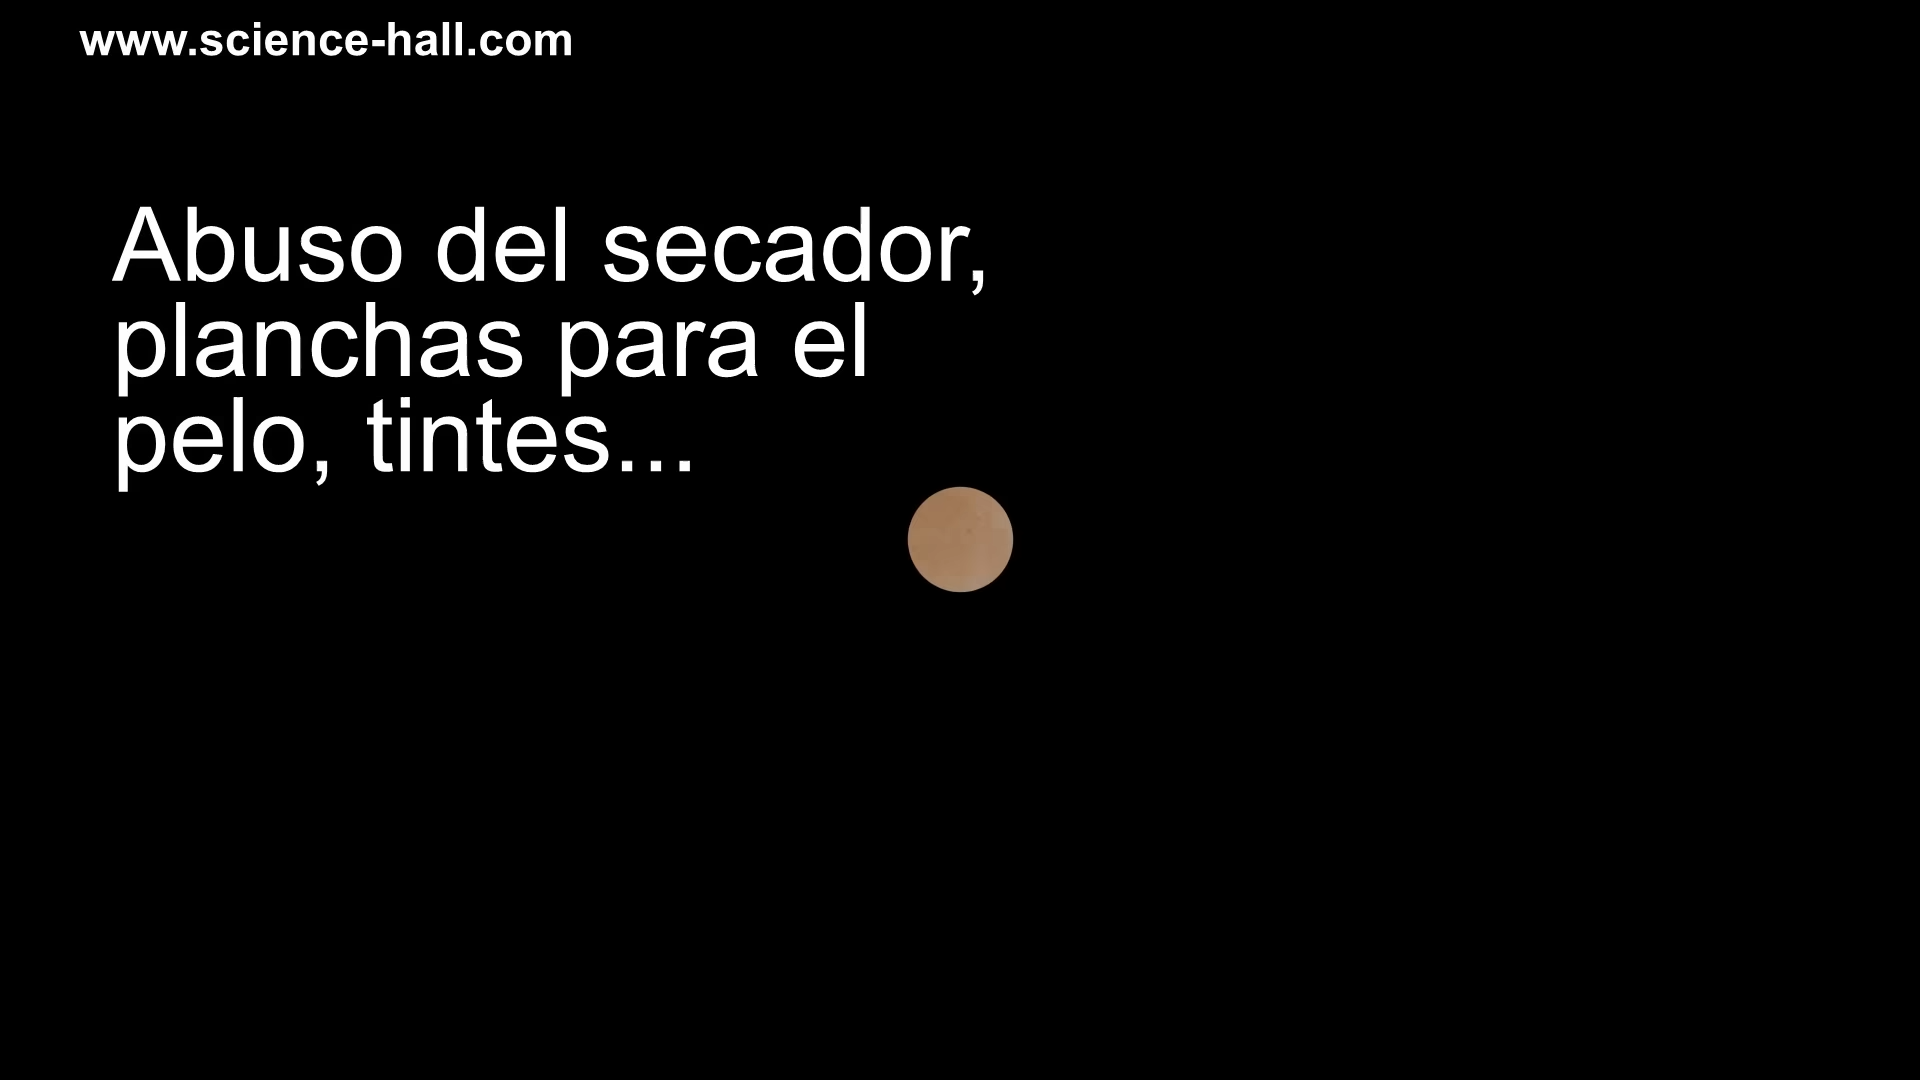 www.science-hall.com
Abuso del secador,
planchas para el
pelo, tintes...